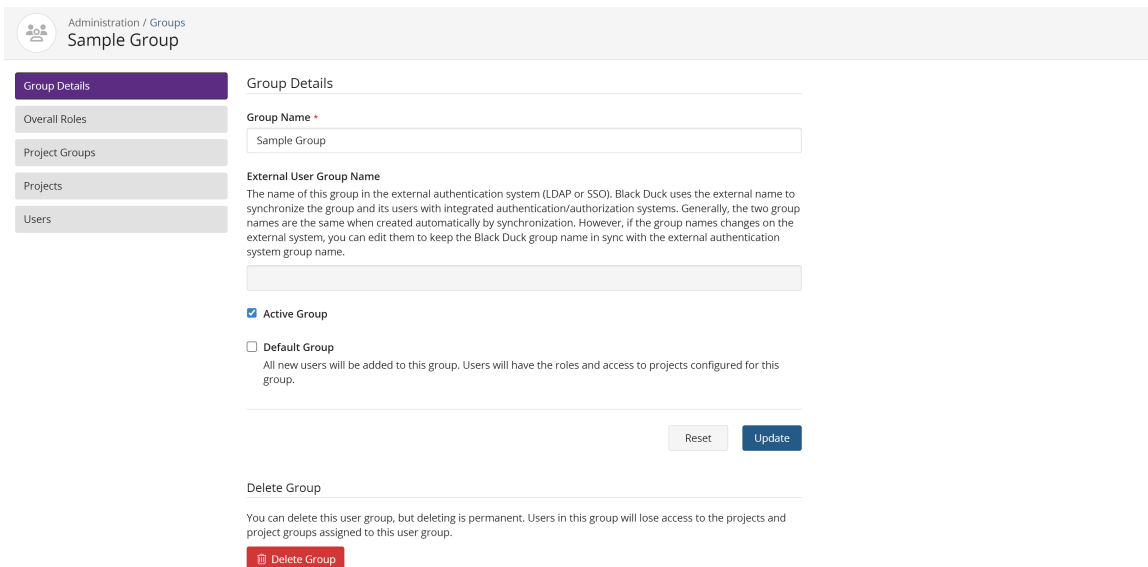 Administration / Groups
Sample Group
Group Details
Overall Roles
Project Groups
Projects
Users
Group Details
Group Name *
Sample Group
External User Group Name
The name of this group in the external authentication system (LDAP or SSO). Black Duck uses the external name to
synchronize the group and its users with integrated authentication/authorization systems. Generally, the two group
names are the same when created automatically by synchronization. However, if the group names changes on the
external system, you can edit them to keep the Black Duck group name in sync with the external authentication
system group name.
Active Group
Default Group
All new users will be added to this group. Users will have the roles and access to projects configured for this
group.
Reset
Update
Delete Group
You can delete this user group, but deleting is permanent. Users in this group will lose access to the projects and
project groups assigned to this user group.
Delete Group